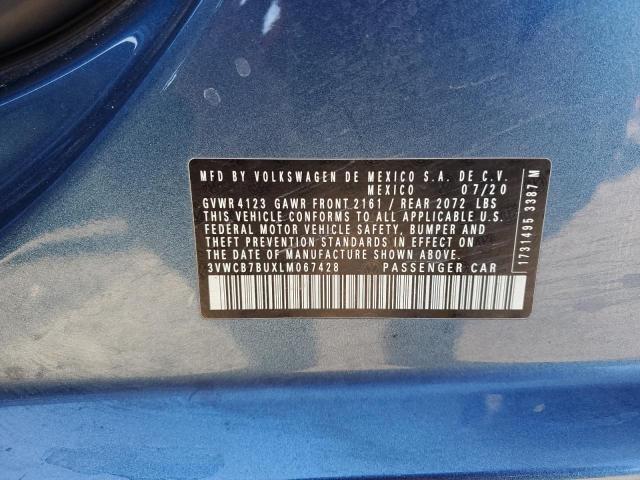 MFD BY VOLKSWAGEN DE MEXICO S.A. DE C.V.
MEXICO 07/20
GVWR 4123 GAWR FRONT 2161 / REAR 2072 LBS
THIS VEHICLE CONFORMS TO ALL APPLICABLE U.S.
FEDERAL MOTOR VEHICLE SAFETY, BUMPER AND
THEFT PREVENTION STANDARDS IN EFFECT ON THE
DATE OF MANUFACTURE SHOWN ABOVE.
3VWCB7BUXLM067428 PASSENGER CAR
1731495 3387 M